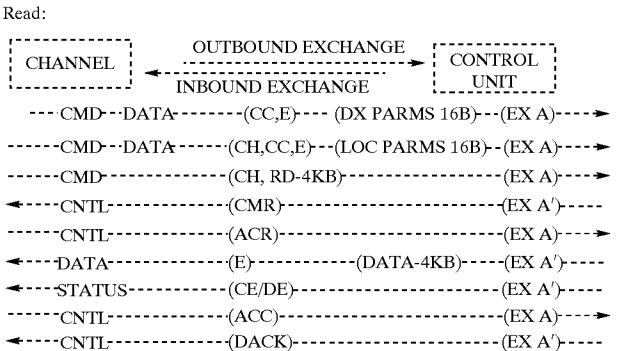 Read:
CHANNEL
OUTBOUND EXCHANGE
INBOUND EXCHANGE
CONTROL
UNIT
CMD DATA (CC,E) (DX PARMS 16B) (EX A)
CMD DATA (CH,CC,E) (LOC PARMS 16B) (EX A)
CMD (CH, RD-4KB) (EX A)
CNTL (CMR) (EX A')
CNTL (ACR) (EX A)
DATA (E) (DATA-4KB) (EX A')
STATUS (CE/DE) (EX A')
CNTL (ACC) (EX A)
CNTL (DACK) (EX A')